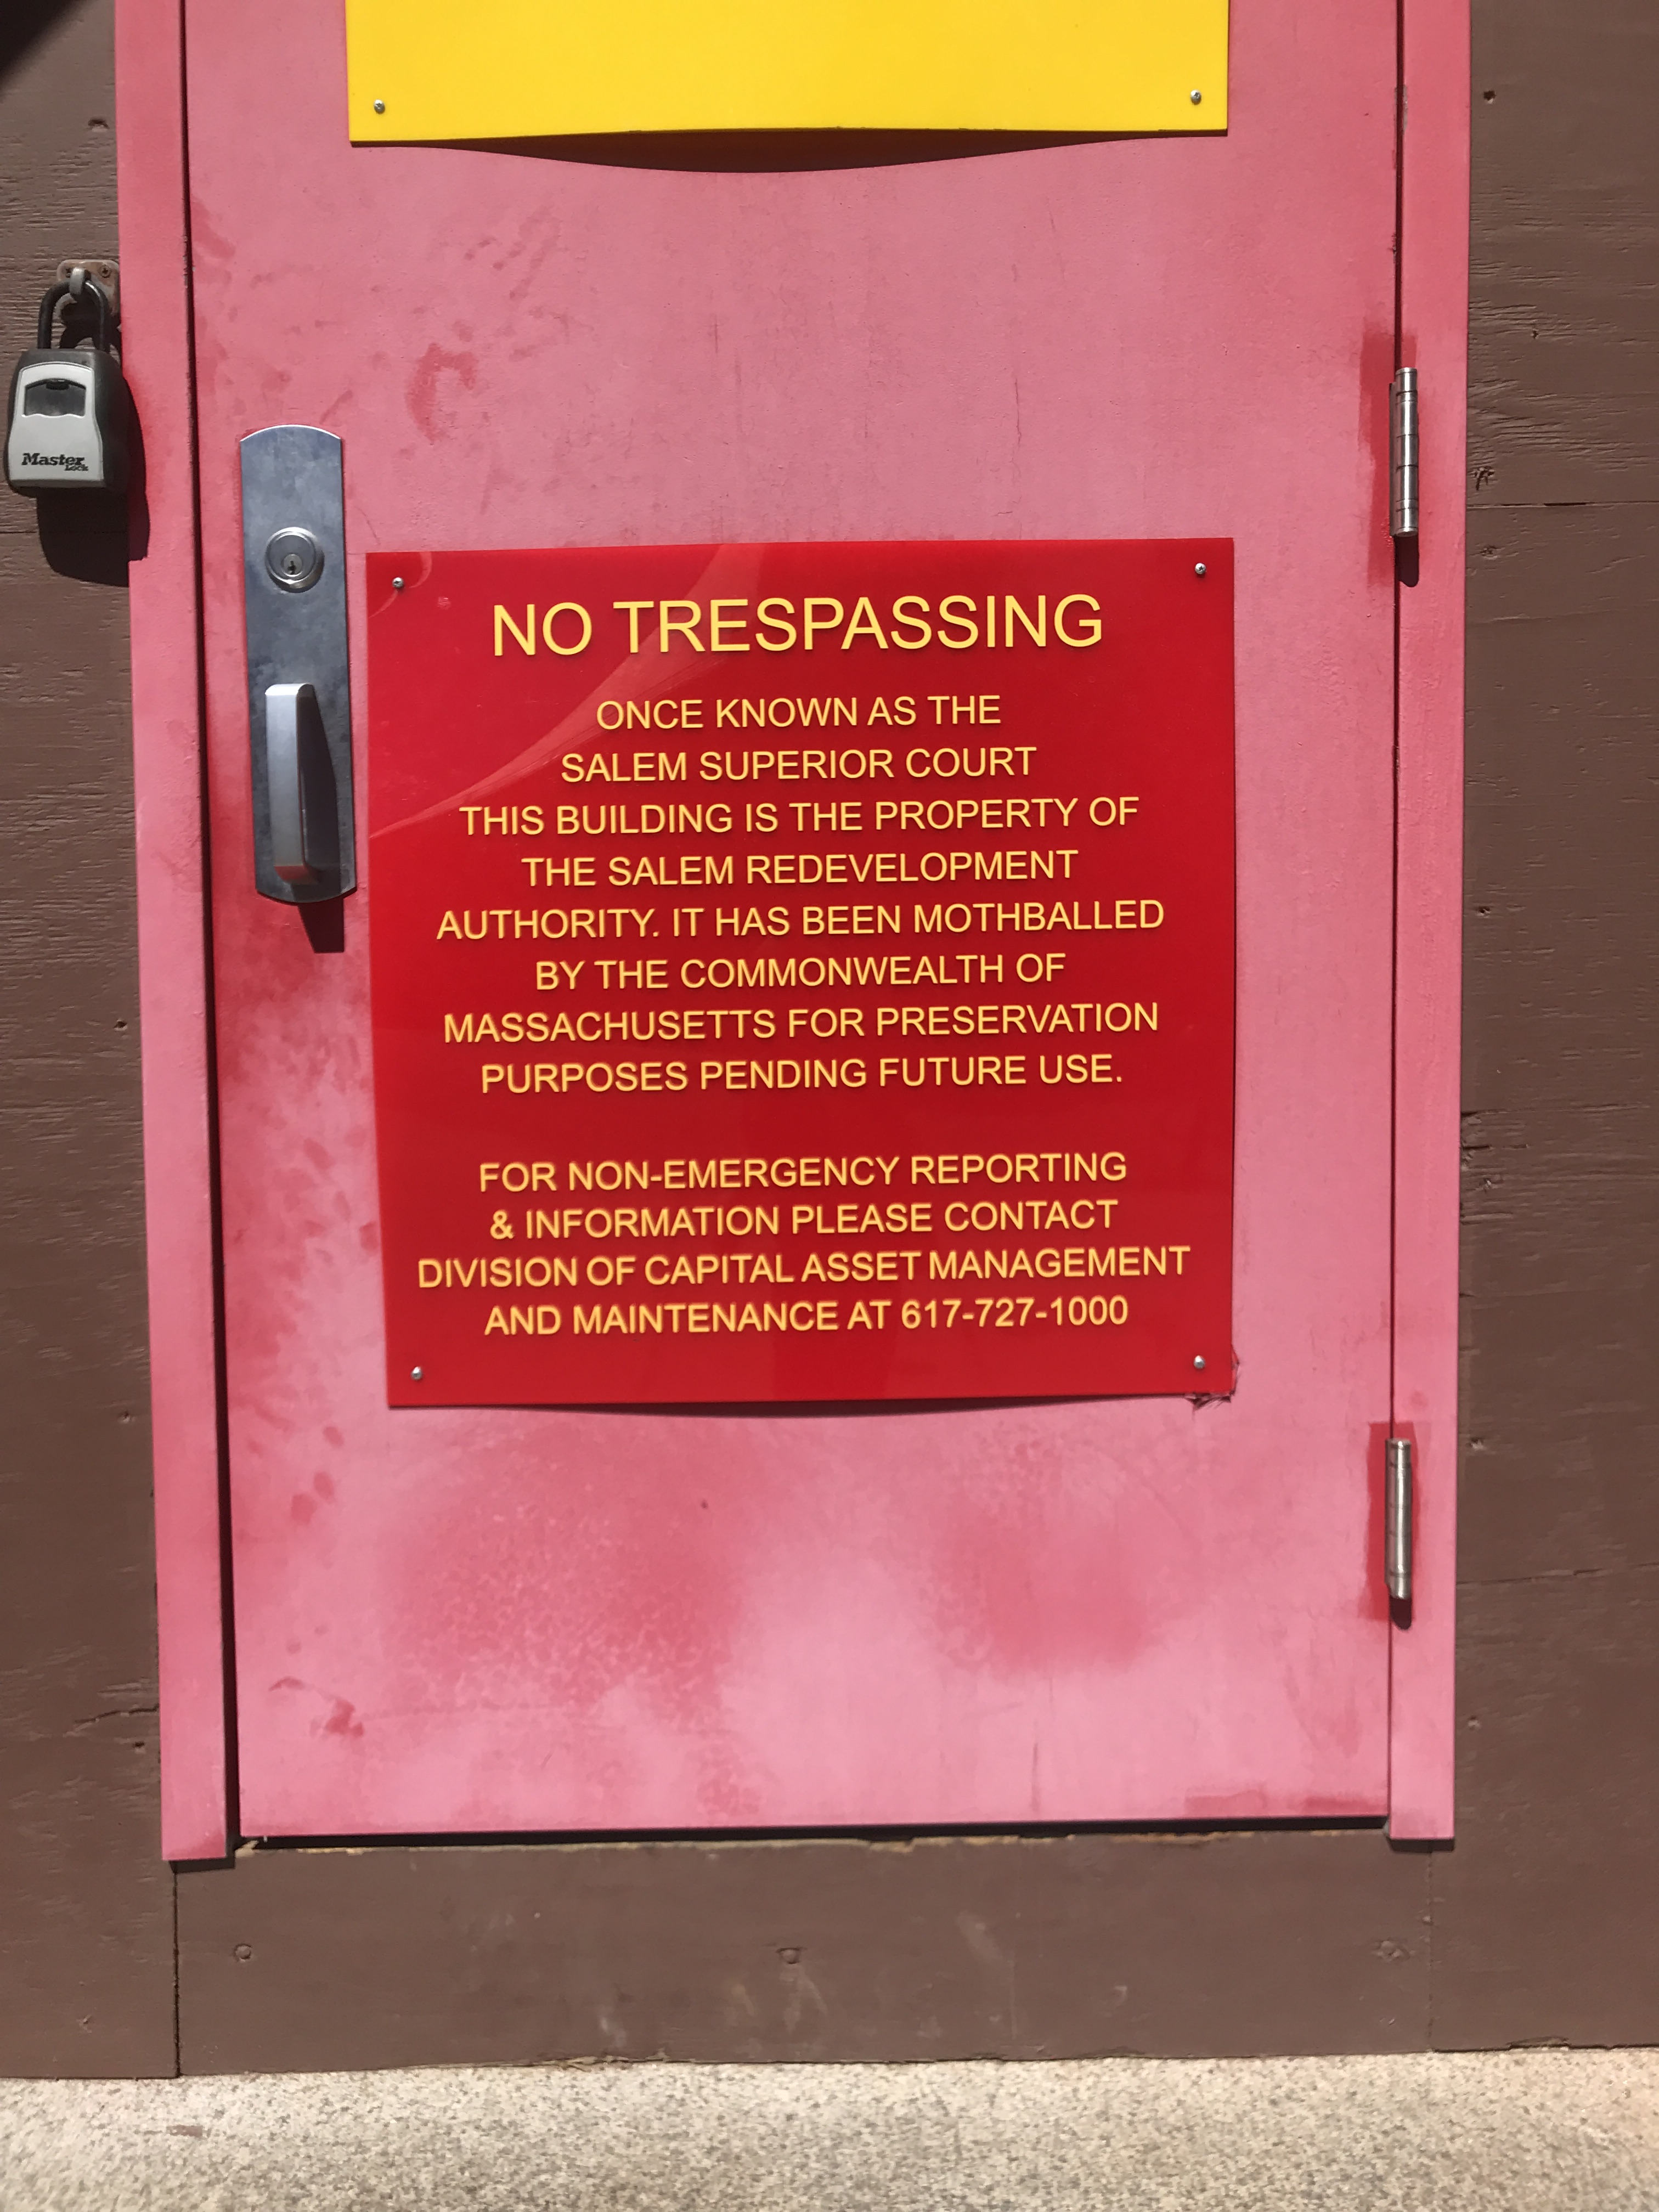 Master
Lock
NO TRESPASSING
ONCE KNOWN AS THE
SALEM SUPERIOR COURT
THIS BUILDING IS THE PROPERTY OF
THE SALEM REDEVELOPMENT
AUTHORITY. IT HAS BEEN MOTHBALLED
BY THE COMMONWEALTH OF
MASSACHUSETTS FOR PRESERVATION
PURPOSES PENDING FUTURE USE.
FOR NON-EMERGENCY REPORTING
& INFORMATION PLEASE CONTACT
DIVISION OF CAPITAL ASSET MANAGEMENT
AND MAINTENANCE AT 617-727-1000